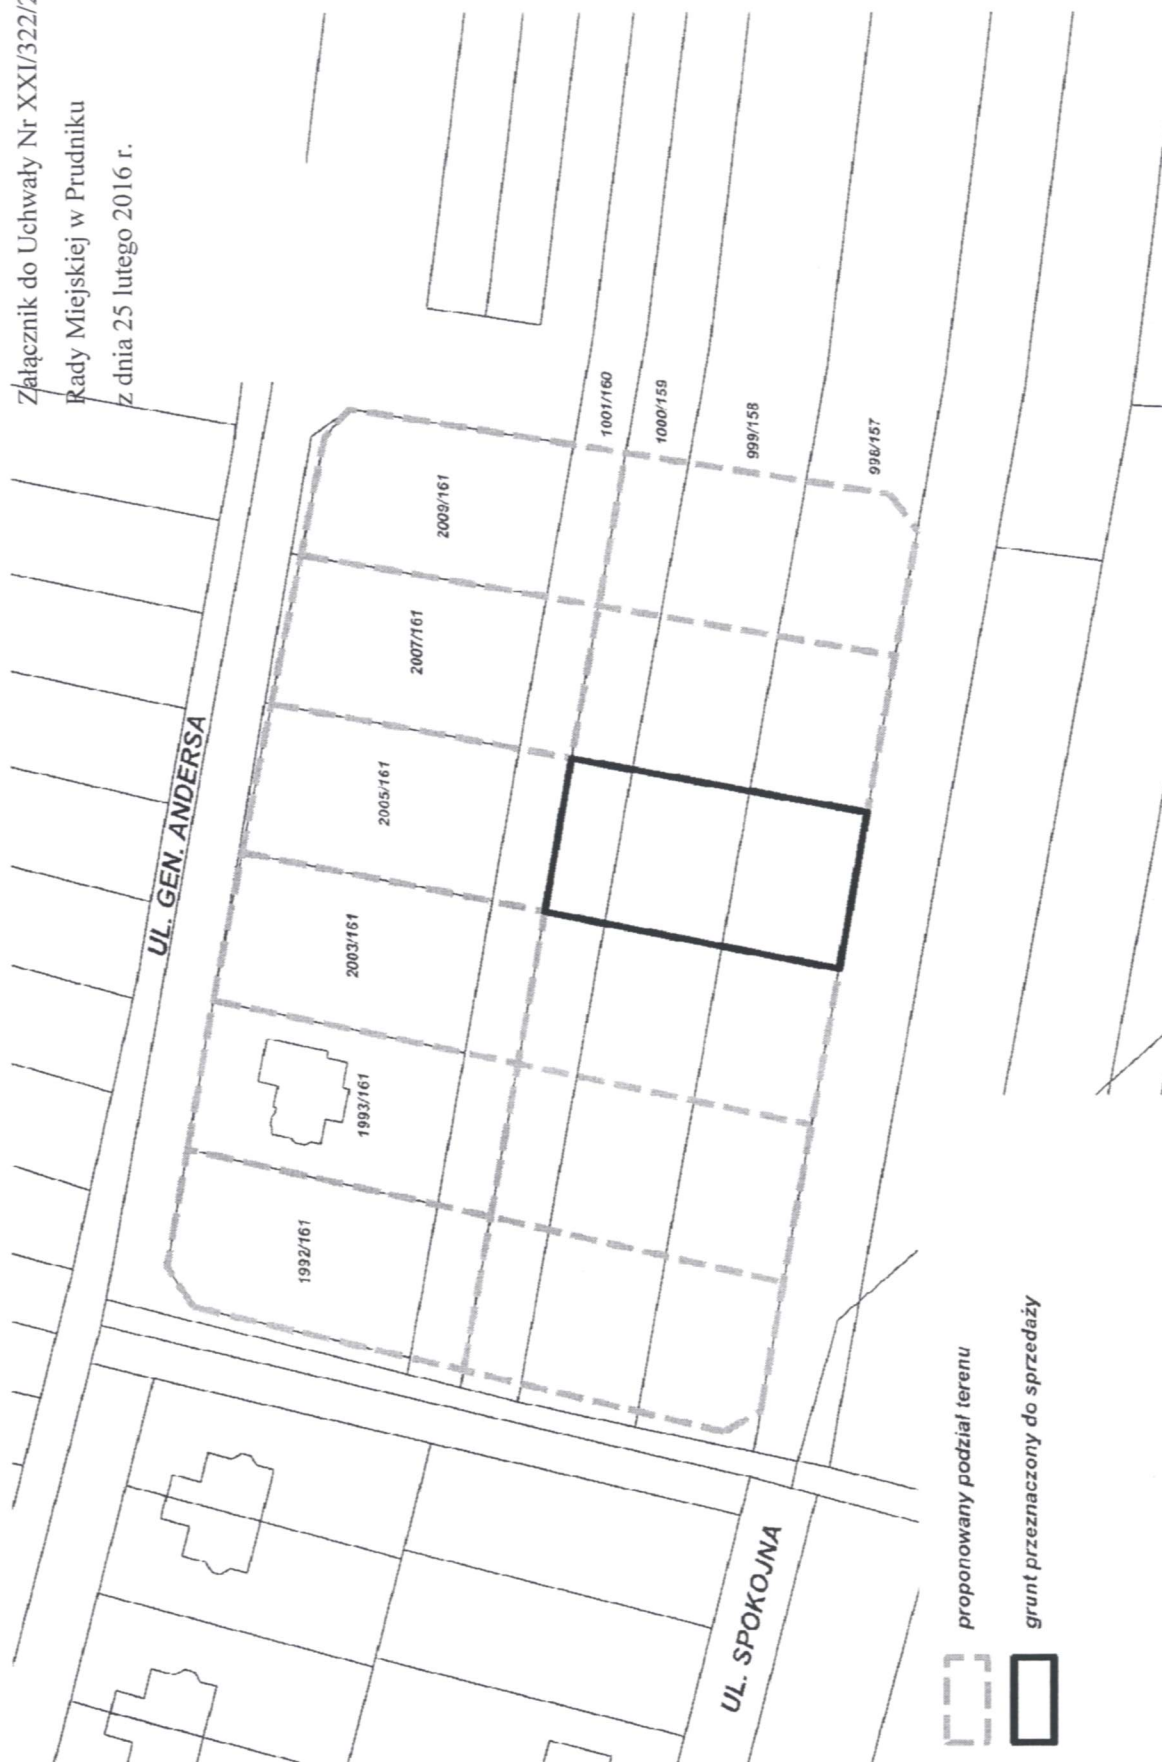 Załącznik do Uchwały Nr XXI/322/
Rady Miejskiej w Prudniku
z dnia 25 lutego 2016 r.
UL. GEN. ANDERSA
1992/161
1993/161
2003/161
2005/161
2007/161
2009/161
1001/160
1000/159
999/158
998/157
UL. SPOKOJNA
proponowany podział terenu
grunt przeznaczony do sprzedaży